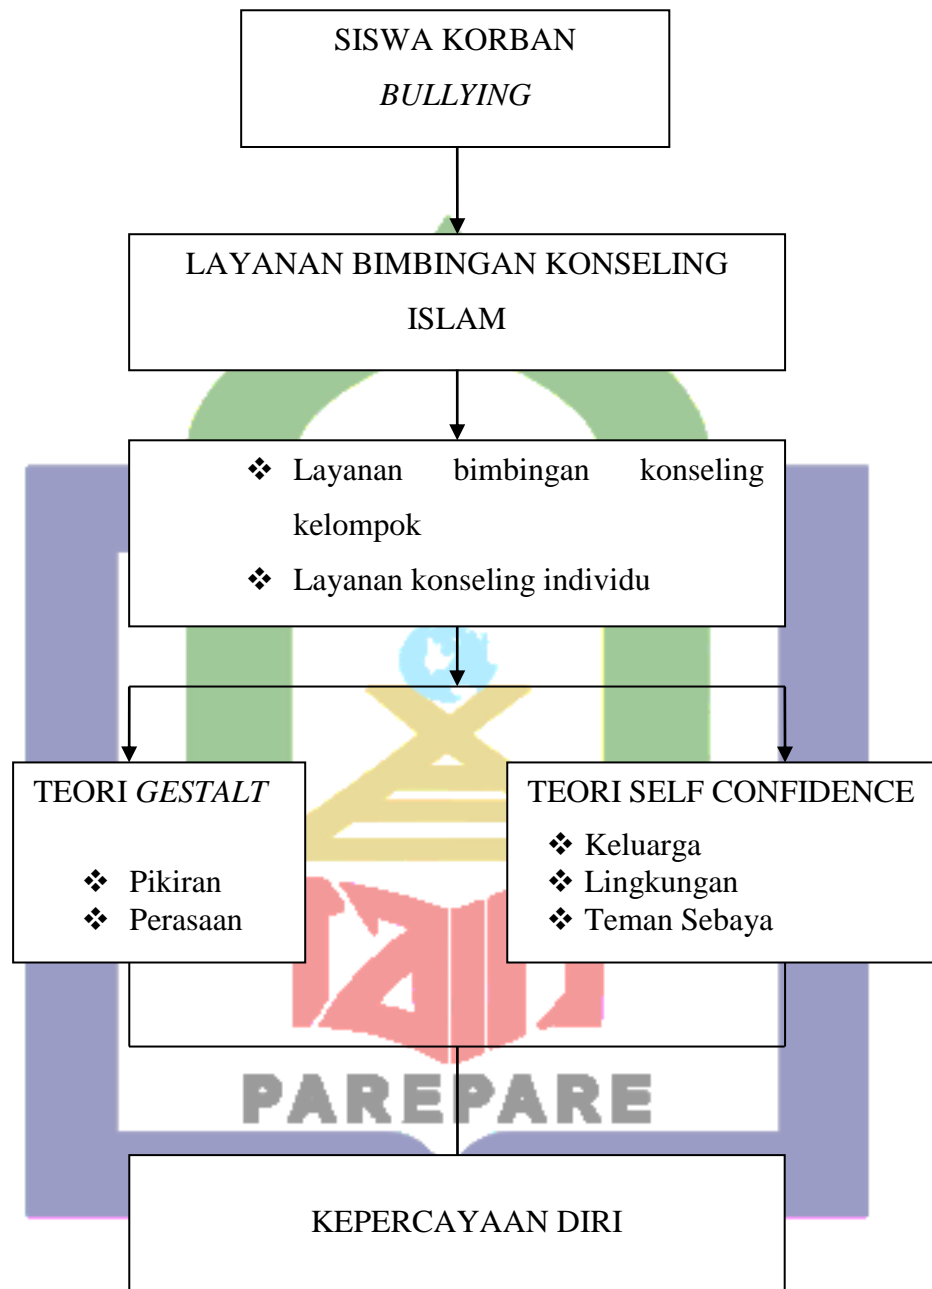 SISWA KORBAN
BULLYING
LAYANAN BIMBINGAN KONSELING
ISLAM
❖ Layanan bimbingan konseling
kelompok
❖ Layanan konseling individu
TEORI GESTALT
❖ Pikiran
❖ Perasaan
TEORI SELF CONFIDENCE
❖ Keluarga
❖ Lingkungan
❖ Teman Sebaya
PAREPARE
KEPERCAYAAN DIRI